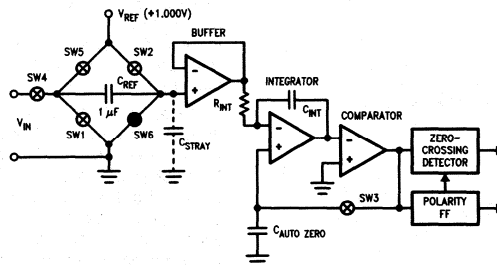 VREF (+1.000V)
BUFFER
SW5
SW2
SW4
CREF
1 μF
INTEGRATOR
RINT
CINT
COMPARATOR
VIN
SW1
SW6
CSTRAY
ZERO-
CROSSING
DETECTOR
SW3
POLARITY
FF
CAUTO ZERO